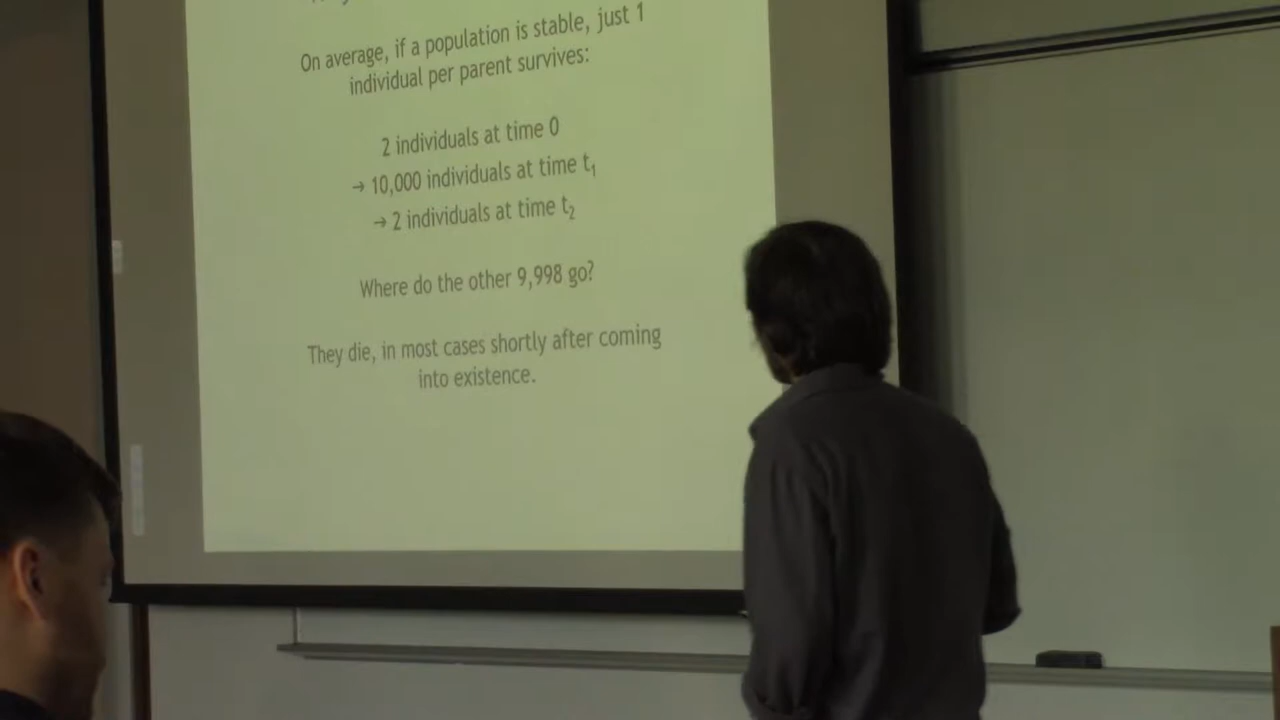 On average, if a population is stable, just 1
individual per parent survives:
2 individuals at time 0
→ 10,000 individuals at time t₁
→ 2 individuals at time t₂
Where do the other 9,998 go?
They die, in most cases shortly after coming
into existence.